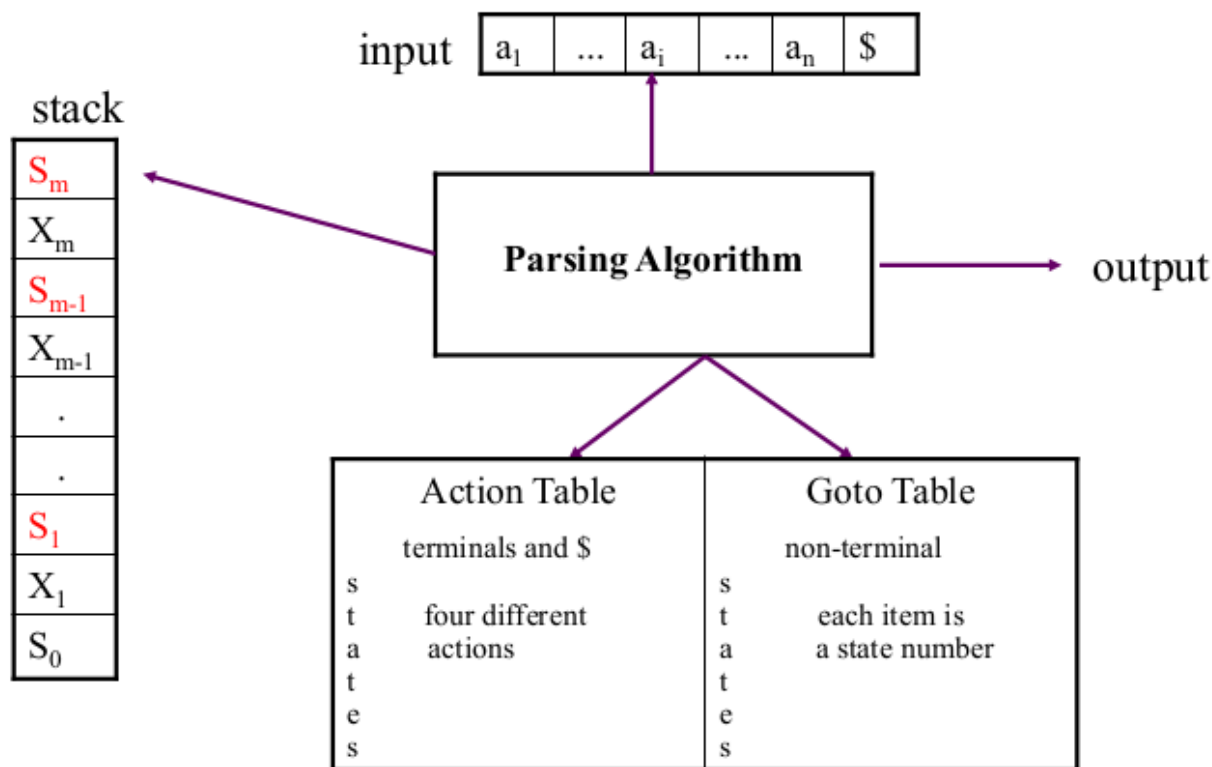 input a₁ ... aᵢ ... aₙ $
stack
Sₘ
Xₘ
Sₘ₋₁
Xₘ₋₁
.
.
S₁
X₁
S₀
Parsing Algorithm
output
Action Table
terminals and $
s
t four different
a actions
t
e
s
Goto Table
non-terminal
s
t each item is
a a state number
t
e
s